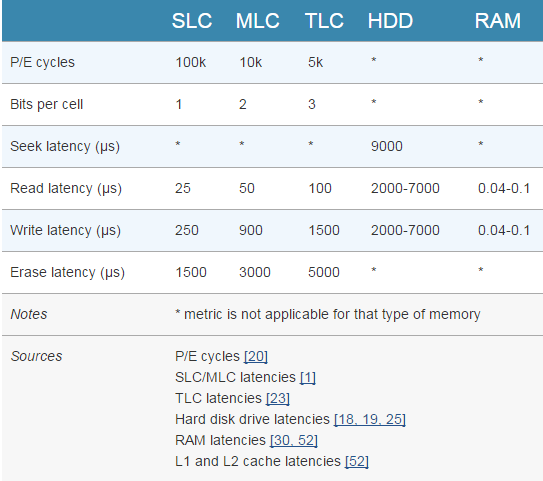 SLC MLC TLC HDD RAM
P/E cycles 100k 10k 5k * *
Bits per cell 1 2 3 * *
Seek latency (μs) * * * 9000 *
Read latency (μs) 25 50 100 2000-7000 0.04-0.1
Write latency (μs) 250 900 1500 2000-7000 0.04-0.1
Erase latency (μs) 1500 3000 5000 * *
Notes * metric is not applicable for that type of memory
Sources P/E cycles [20]
SLC/MLC latencies [1]
TLC latencies [23]
Hard disk drive latencies [18, 19, 25]
RAM latencies [30, 52]
L1 and L2 cache latencies [52]